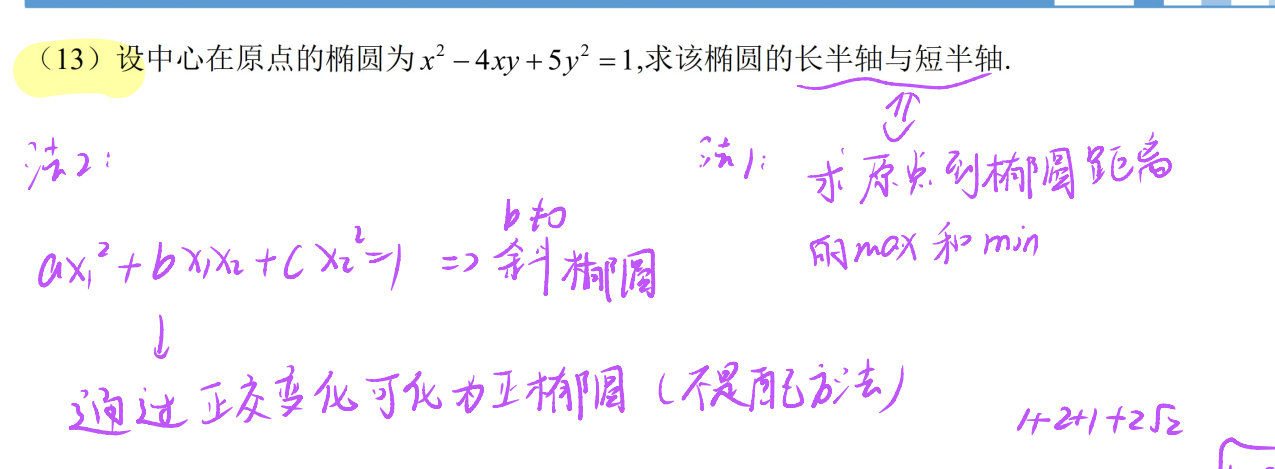 （13）设中心在原点的椭圆为 x² − 4xy + 5y² = 1,求该椭圆的长半轴与短半轴.
法1: 求原点到椭圆距离
的max和min
法2:
b≠0
ax₁² + bx₁x₂ + cx₂² = 1 => 斜椭圆
↓
通过正交变化可化为正椭圆（不是配方法）
1+2+1+2√2